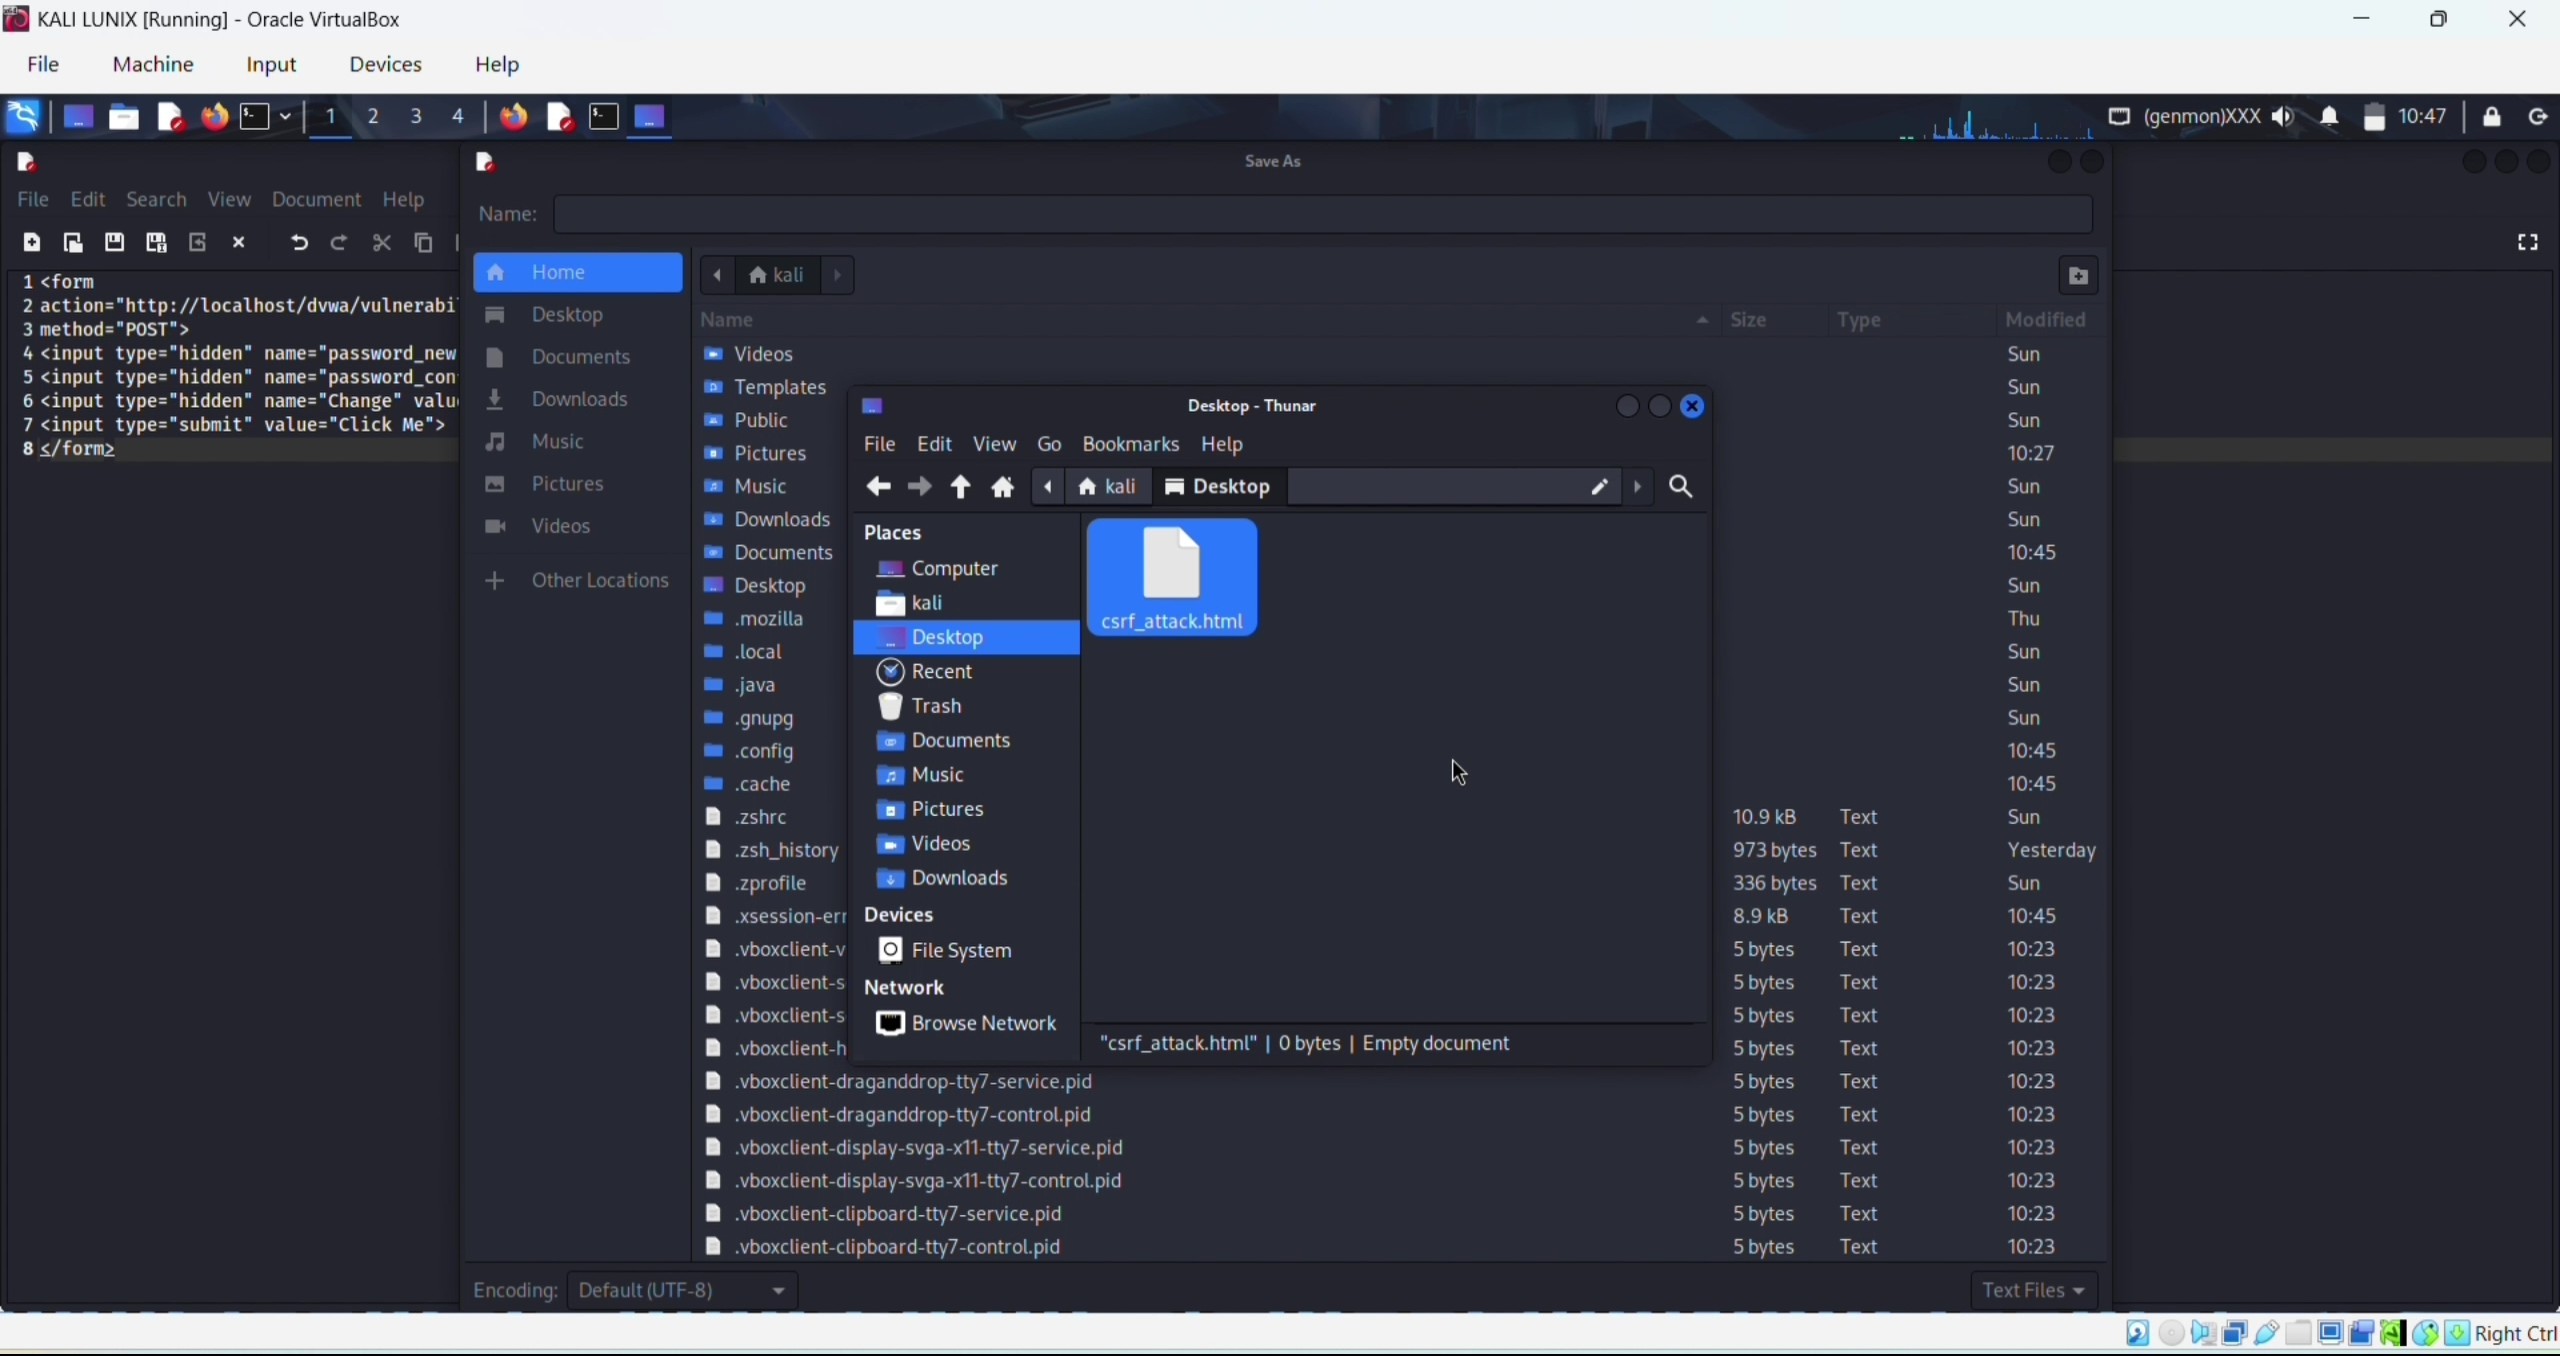 KALI LUNIX [Running] - Oracle VirtualBox
File Machine Input Devices Help
1 2 3 4 (genmon)XXX 10:47
Save As
File Edit Search View Document Help
Name:
1 <form
2 action="http://localhost/dvwa/vulnerabi
3 method="POST">
4 <input type="hidden" name="password_new
5 <input type="hidden" name="password_con
6 <input type="hidden" name="Change" valu
7 <input type="submit" value="Click Me">
8 </form>
Home
Desktop
Documents
Downloads
Music
Pictures
Videos
Other Locations
kali
Name Size Type Modified
Videos Sun
Templates Sun
Public Sun
Pictures 10:27
Music Sun
Downloads Sun
Documents 10:45
Desktop Sun
.mozilla Thu
.local Sun
.java Sun
.gnupg Sun
.config 10:45
.cache 10:45
.zshrc 10.9 kB Text Sun
.zsh_history 973 bytes Text Yesterday
.zprofile 336 bytes Text Sun
.xsession-err 8.9 kB Text 10:45
.vboxclient-v 5 bytes Text 10:23
.vboxclient-s 5 bytes Text 10:23
.vboxclient-s 5 bytes Text 10:23
.vboxclient-h 5 bytes Text 10:23
.vboxclient-draganddrop-tty7-service.pid 5 bytes Text 10:23
.vboxclient-draganddrop-tty7-control.pid 5 bytes Text 10:23
.vboxclient-display-svga-x11-tty7-service.pid 5 bytes Text 10:23
.vboxclient-display-svga-x11-tty7-control.pid 5 bytes Text 10:23
.vboxclient-clipboard-tty7-service.pid 5 bytes Text 10:23
.vboxclient-clipboard-tty7-control.pid 5 bytes Text 10:23
Encoding: Default (UTF-8) Text Files
Desktop - Thunar
File Edit View Go Bookmarks Help
kali Desktop
Places
Computer
kali
Desktop
Recent
Trash
Documents
Music
Pictures
Videos
Downloads
Devices
File System
Network
Browse Network
csrf_attack.html
"csrf_attack.html" | 0 bytes | Empty document
Right Ctrl